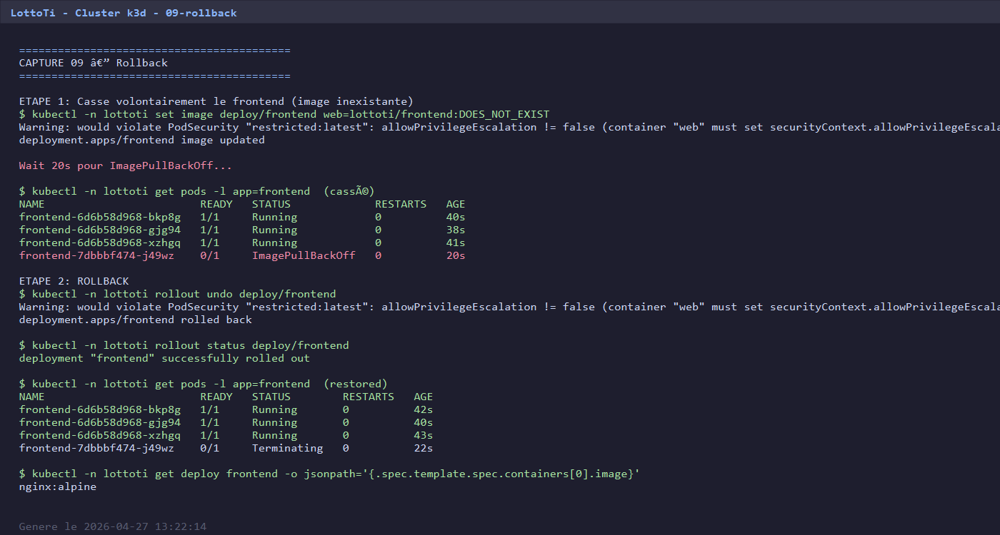 LottoTi - Cluster k3d - 09-rollback
==========================================
CAPTURE 09 â€” Rollback
==========================================
ETAPE 1: Casse volontairement le frontend (image inexistante)
$ kubectl -n lottoti set image deploy/frontend web=lottoti/frontend:DOES_NOT_EXIST
Warning: would violate PodSecurity "restricted:latest": allowPrivilegeEscalation != false (container "web" must set securityContext.allowPrivilegeEscala
deployment.apps/frontend image updated
Wait 20s pour ImagePullBackOff...
$ kubectl -n lottoti get pods -l app=frontend  (cassÃ©)
NAME                        READY   STATUS             RESTARTS   AGE
frontend-6d6b58d968-bkp8g   1/1     Running            0          40s
frontend-6d6b58d968-gjg94   1/1     Running            0          38s
frontend-6d6b58d968-xzhgq   1/1     Running            0          41s
frontend-7dbbbf474-j49wz    0/1     ImagePullBackOff   0          20s
ETAPE 2: ROLLBACK
$ kubectl -n lottoti rollout undo deploy/frontend
Warning: would violate PodSecurity "restricted:latest": allowPrivilegeEscalation != false (container "web" must set securityContext.allowPrivilegeEscala
deployment.apps/frontend rolled back
$ kubectl -n lottoti rollout status deploy/frontend
deployment "frontend" successfully rolled out
$ kubectl -n lottoti get pods -l app=frontend  (restored)
NAME                        READY   STATUS        RESTARTS   AGE
frontend-6d6b58d968-bkp8g   1/1     Running       0          42s
frontend-6d6b58d968-gjg94   1/1     Running       0          40s
frontend-6d6b58d968-xzhgq   1/1     Running       0          43s
frontend-7dbbbf474-j49wz    0/1     Terminating   0          22s
$ kubectl -n lottoti get deploy frontend -o jsonpath='{.spec.template.spec.containers[0].image}'
nginx:alpine
Genere le 2026-04-27 13:22:14